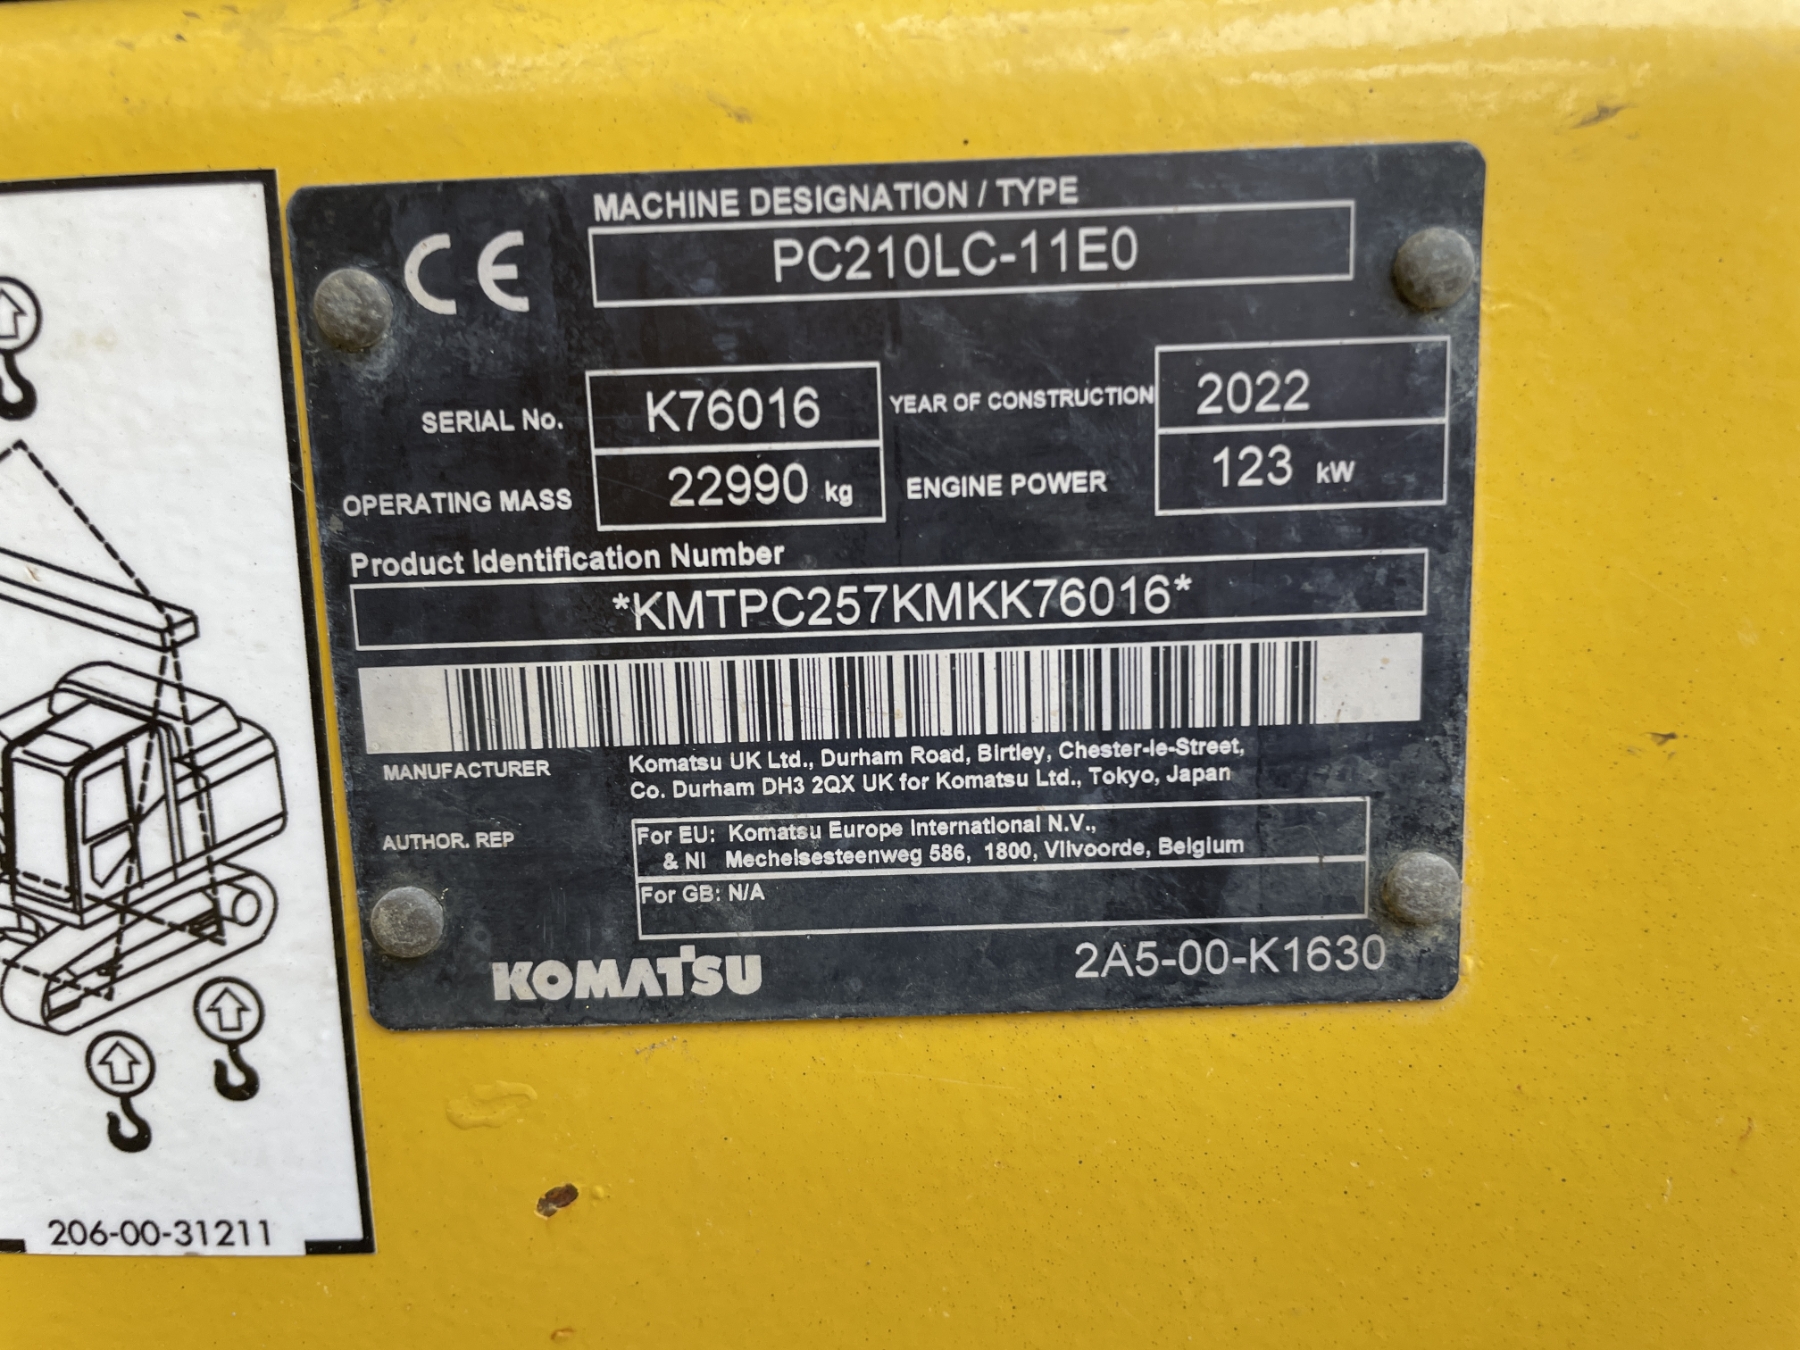 CE
MACHINE DESIGNATION / TYPE
PC210LC-11E0
SERIAL No.
K76016
YEAR OF CONSTRUCTION
2022
OPERATING MASS
22990 kg
ENGINE POWER
123 kW
Product Identification Number
*KMTPC257KMKK76016*
MANUFACTURER
Komatsu UK Ltd., Durham Road, Birtley, Chester-le-Street,
Co. Durham DH3 2QX UK for Komatsu Ltd., Tokyo, Japan
AUTHOR. REP
For EU: Komatsu Europe International N.V.,
& NI Mechelsesteenweg 586, 1800, Vilvoorde, Belgium
For GB: N/A
KOMATSU
2A5-00-K1630
206-00-31211